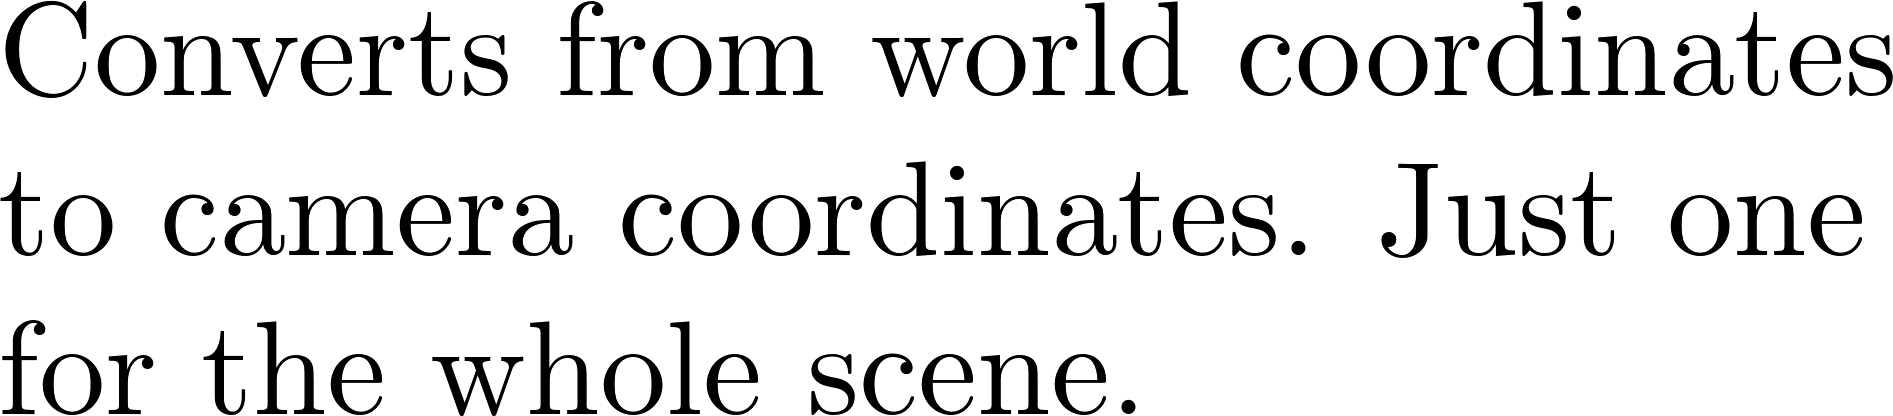 Converts from world coordinates
to camera coordinates. Just one
for the whole scene.